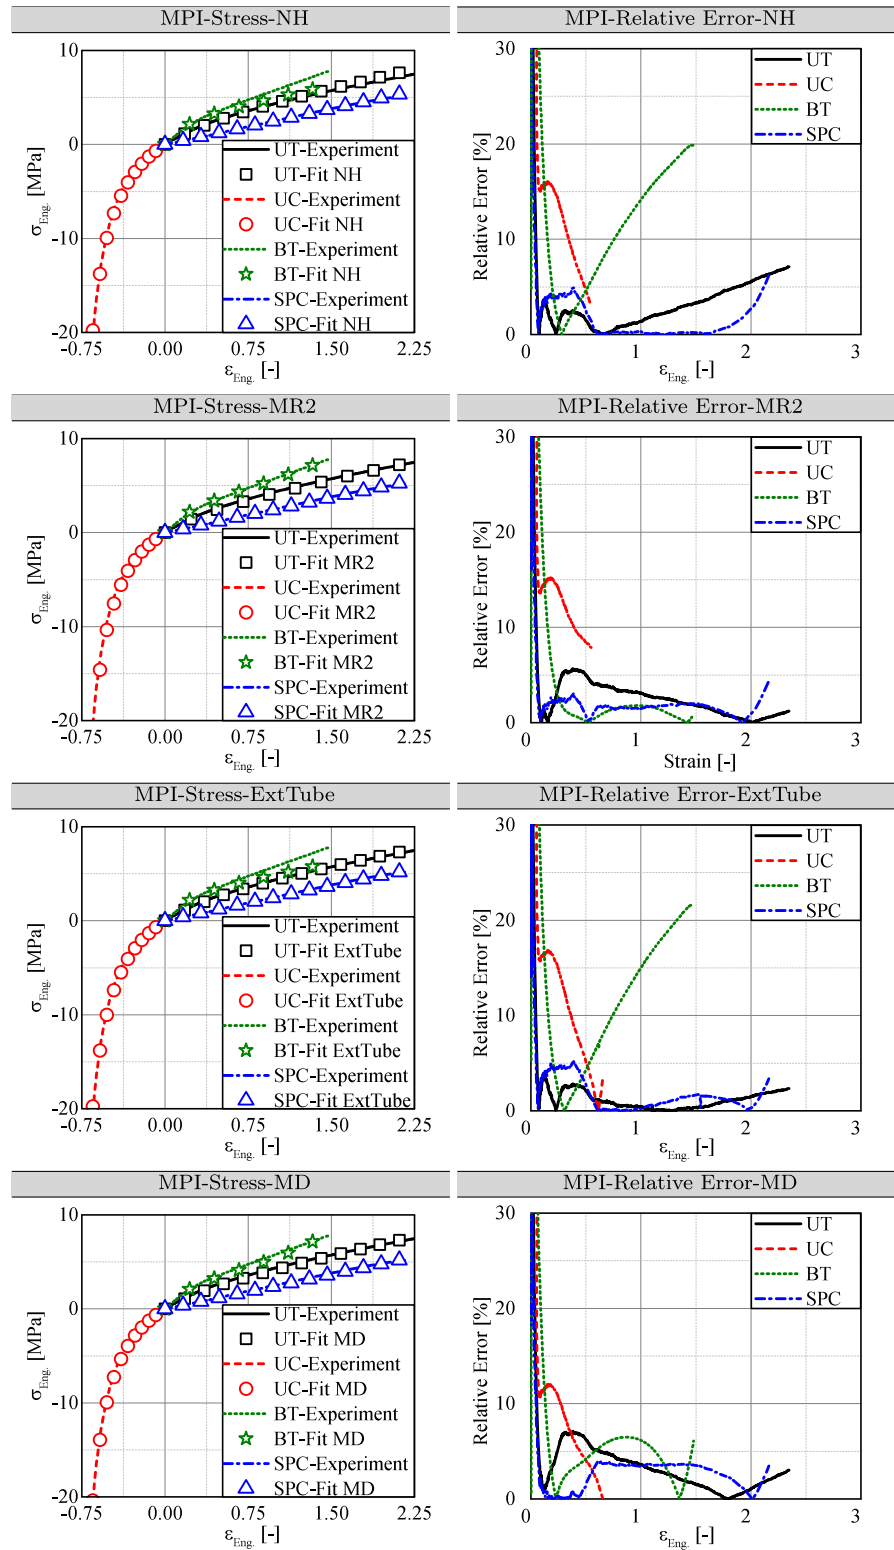 MPI-Stress-NH
10
0
-10
-20
-0.75 0.00 0.75 1.50 2.25
σEng. [MPa]
εEng. [-]
UT-Experiment
UT-Fit NH
UC-Experiment
UC-Fit NH
BT-Experiment
BT-Fit NH
SPC-Experiment
SPC-Fit NH
MPI-Relative Error-NH
30
20
10
0
0 1 2 3
Relative Error [%]
εEng. [-]
UT
UC
BT
SPC
MPI-Stress-MR2
10
0
-10
-20
-0.75 0.00 0.75 1.50 2.25
σEng. [MPa]
εEng. [-]
UT-Experiment
UT-Fit MR2
UC-Experiment
UC-Fit MR2
BT-Experiment
BT-Fit MR2
SPC-Experiment
SPC-Fit MR2
MPI-Relative Error-MR2
30
20
10
0
0 1 2 3
Relative Error [%]
Strain [-]
UT
UC
BT
SPC
MPI-Stress-ExtTube
10
0
-10
-20
-0.75 0.00 0.75 1.50 2.25
σEng. [MPa]
εEng. [-]
UT-Experiment
UT-Fit ExtTube
UC-Experiment
UC-Fit ExtTube
BT-Experiment
BT-Fit ExtTube
SPC-Experiment
SPC-Fit ExtTube
MPI-Relative Error-ExtTube
30
20
10
0
0 1 2 3
Relative Error [%]
εEng. [-]
UT
UC
BT
SPC
MPI-Stress-MD
10
0
-10
-20
-0.75 0.00 0.75 1.50 2.25
σEng. [MPa]
εEng. [-]
UT-Experiment
UT-Fit MD
UC-Experiment
UC-Fit MD
BT-Experiment
BT-Fit MD
SPC-Experiment
SPC-Fit MD
MPI-Relative Error-MD
30
20
10
0
0 1 2 3
Relative Error [%]
εEng. [-]
UT
UC
BT
SPC